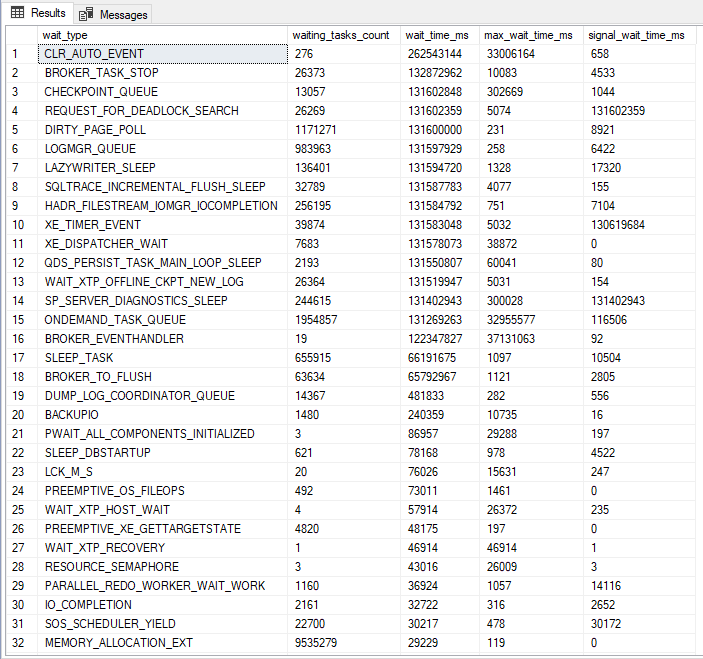 Results Messages
wait_type waiting_tasks_count wait_time_ms max_wait_time_ms signal_wait_time_ms
1 CLR_AUTO_EVENT 276 262543144 33006164 658
2 BROKER_TASK_STOP 26373 132872962 10083 4533
3 CHECKPOINT_QUEUE 13057 131602848 302669 1044
4 REQUEST_FOR_DEADLOCK_SEARCH 26269 131602359 5074 131602359
5 DIRTY_PAGE_POLL 1171271 131600000 231 8921
6 LOGMGR_QUEUE 983963 131597929 258 6422
7 LAZYWRITER_SLEEP 136401 131594720 1328 17320
8 SQLTRACE_INCREMENTAL_FLUSH_SLEEP 32789 131587783 4077 155
9 HADR_FILESTREAM_IOMGR_IOCOMPLETION 256195 131584792 751 7104
10 XE_TIMER_EVENT 39874 131583048 5032 130619684
11 XE_DISPATCHER_WAIT 7683 131578073 38872 0
12 QDS_PERSIST_TASK_MAIN_LOOP_SLEEP 2193 131550807 60041 80
13 WAIT_XTP_OFFLINE_CKPT_NEW_LOG 26364 131519947 5031 154
14 SP_SERVER_DIAGNOSTICS_SLEEP 244615 131402943 300028 131402943
15 ONDEMAND_TASK_QUEUE 1954857 131269263 32955577 116506
16 BROKER_EVENTHANDLER 19 122347827 37131063 92
17 SLEEP_TASK 655915 66191675 1097 10504
18 BROKER_TO_FLUSH 63634 65792967 1121 2805
19 DUMP_LOG_COORDINATOR_QUEUE 14367 481833 282 556
20 BACKUPIO 1480 240359 10735 16
21 PWAIT_ALL_COMPONENTS_INITIALIZED 3 86957 29288 197
22 SLEEP_DBSTARTUP 621 78168 978 4522
23 LCK_M_S 20 76026 15631 247
24 PREEMPTIVE_OS_FILEOPS 492 73011 1461 0
25 WAIT_XTP_HOST_WAIT 4 57914 26372 235
26 PREEMPTIVE_XE_GETTARGETSTATE 4820 48175 197 0
27 WAIT_XTP_RECOVERY 1 46914 46914 1
28 RESOURCE_SEMAPHORE 3 43016 26009 3
29 PARALLEL_REDO_WORKER_WAIT_WORK 1160 36924 1057 14116
30 IO_COMPLETION 2161 32722 316 2652
31 SOS_SCHEDULER_YIELD 22700 30217 478 30172
32 MEMORY_ALLOCATION_EXT 9535279 29229 119 0